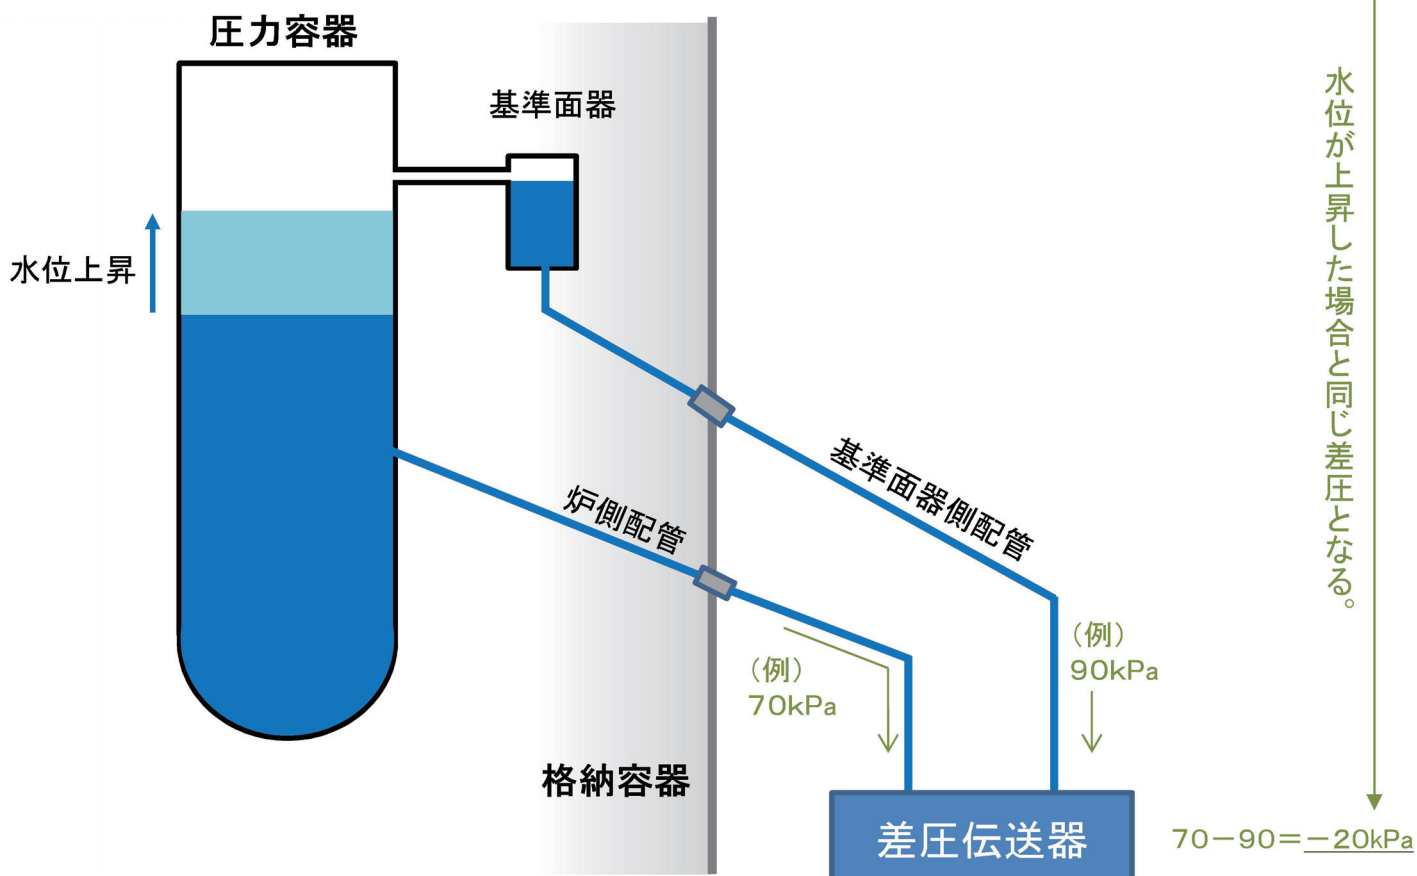 圧力容器
基準面器
水位上昇
水位が上昇した場合と同じ差圧となる。
基準面器側配管
炉側配管
（例）
90kPa
（例）
70kPa
格納容器
差圧伝送器
70－90＝－20kPa